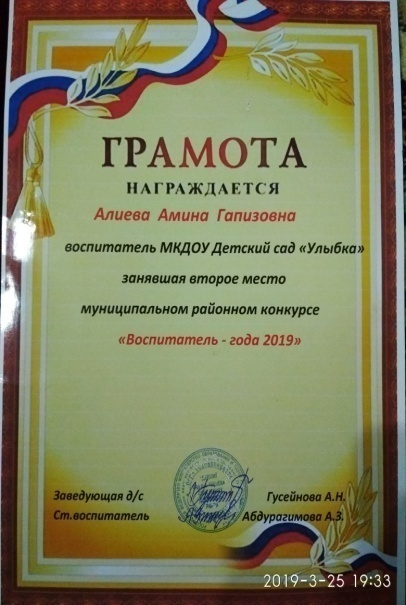 ГРАМОТА
НАГРАЖДАЕТСЯ
Алиева Амина Гапизовна
воспитатель МКДОУ Детский сад «Улыбка»
занявшая второе место
муниципальном районном конкурсе
«Воспитатель - года 2019»
Заведующая д/с Гусейнова А.Н.
Ст.воспитатель Абдурагимова А.З.
2019-3-25 19:33